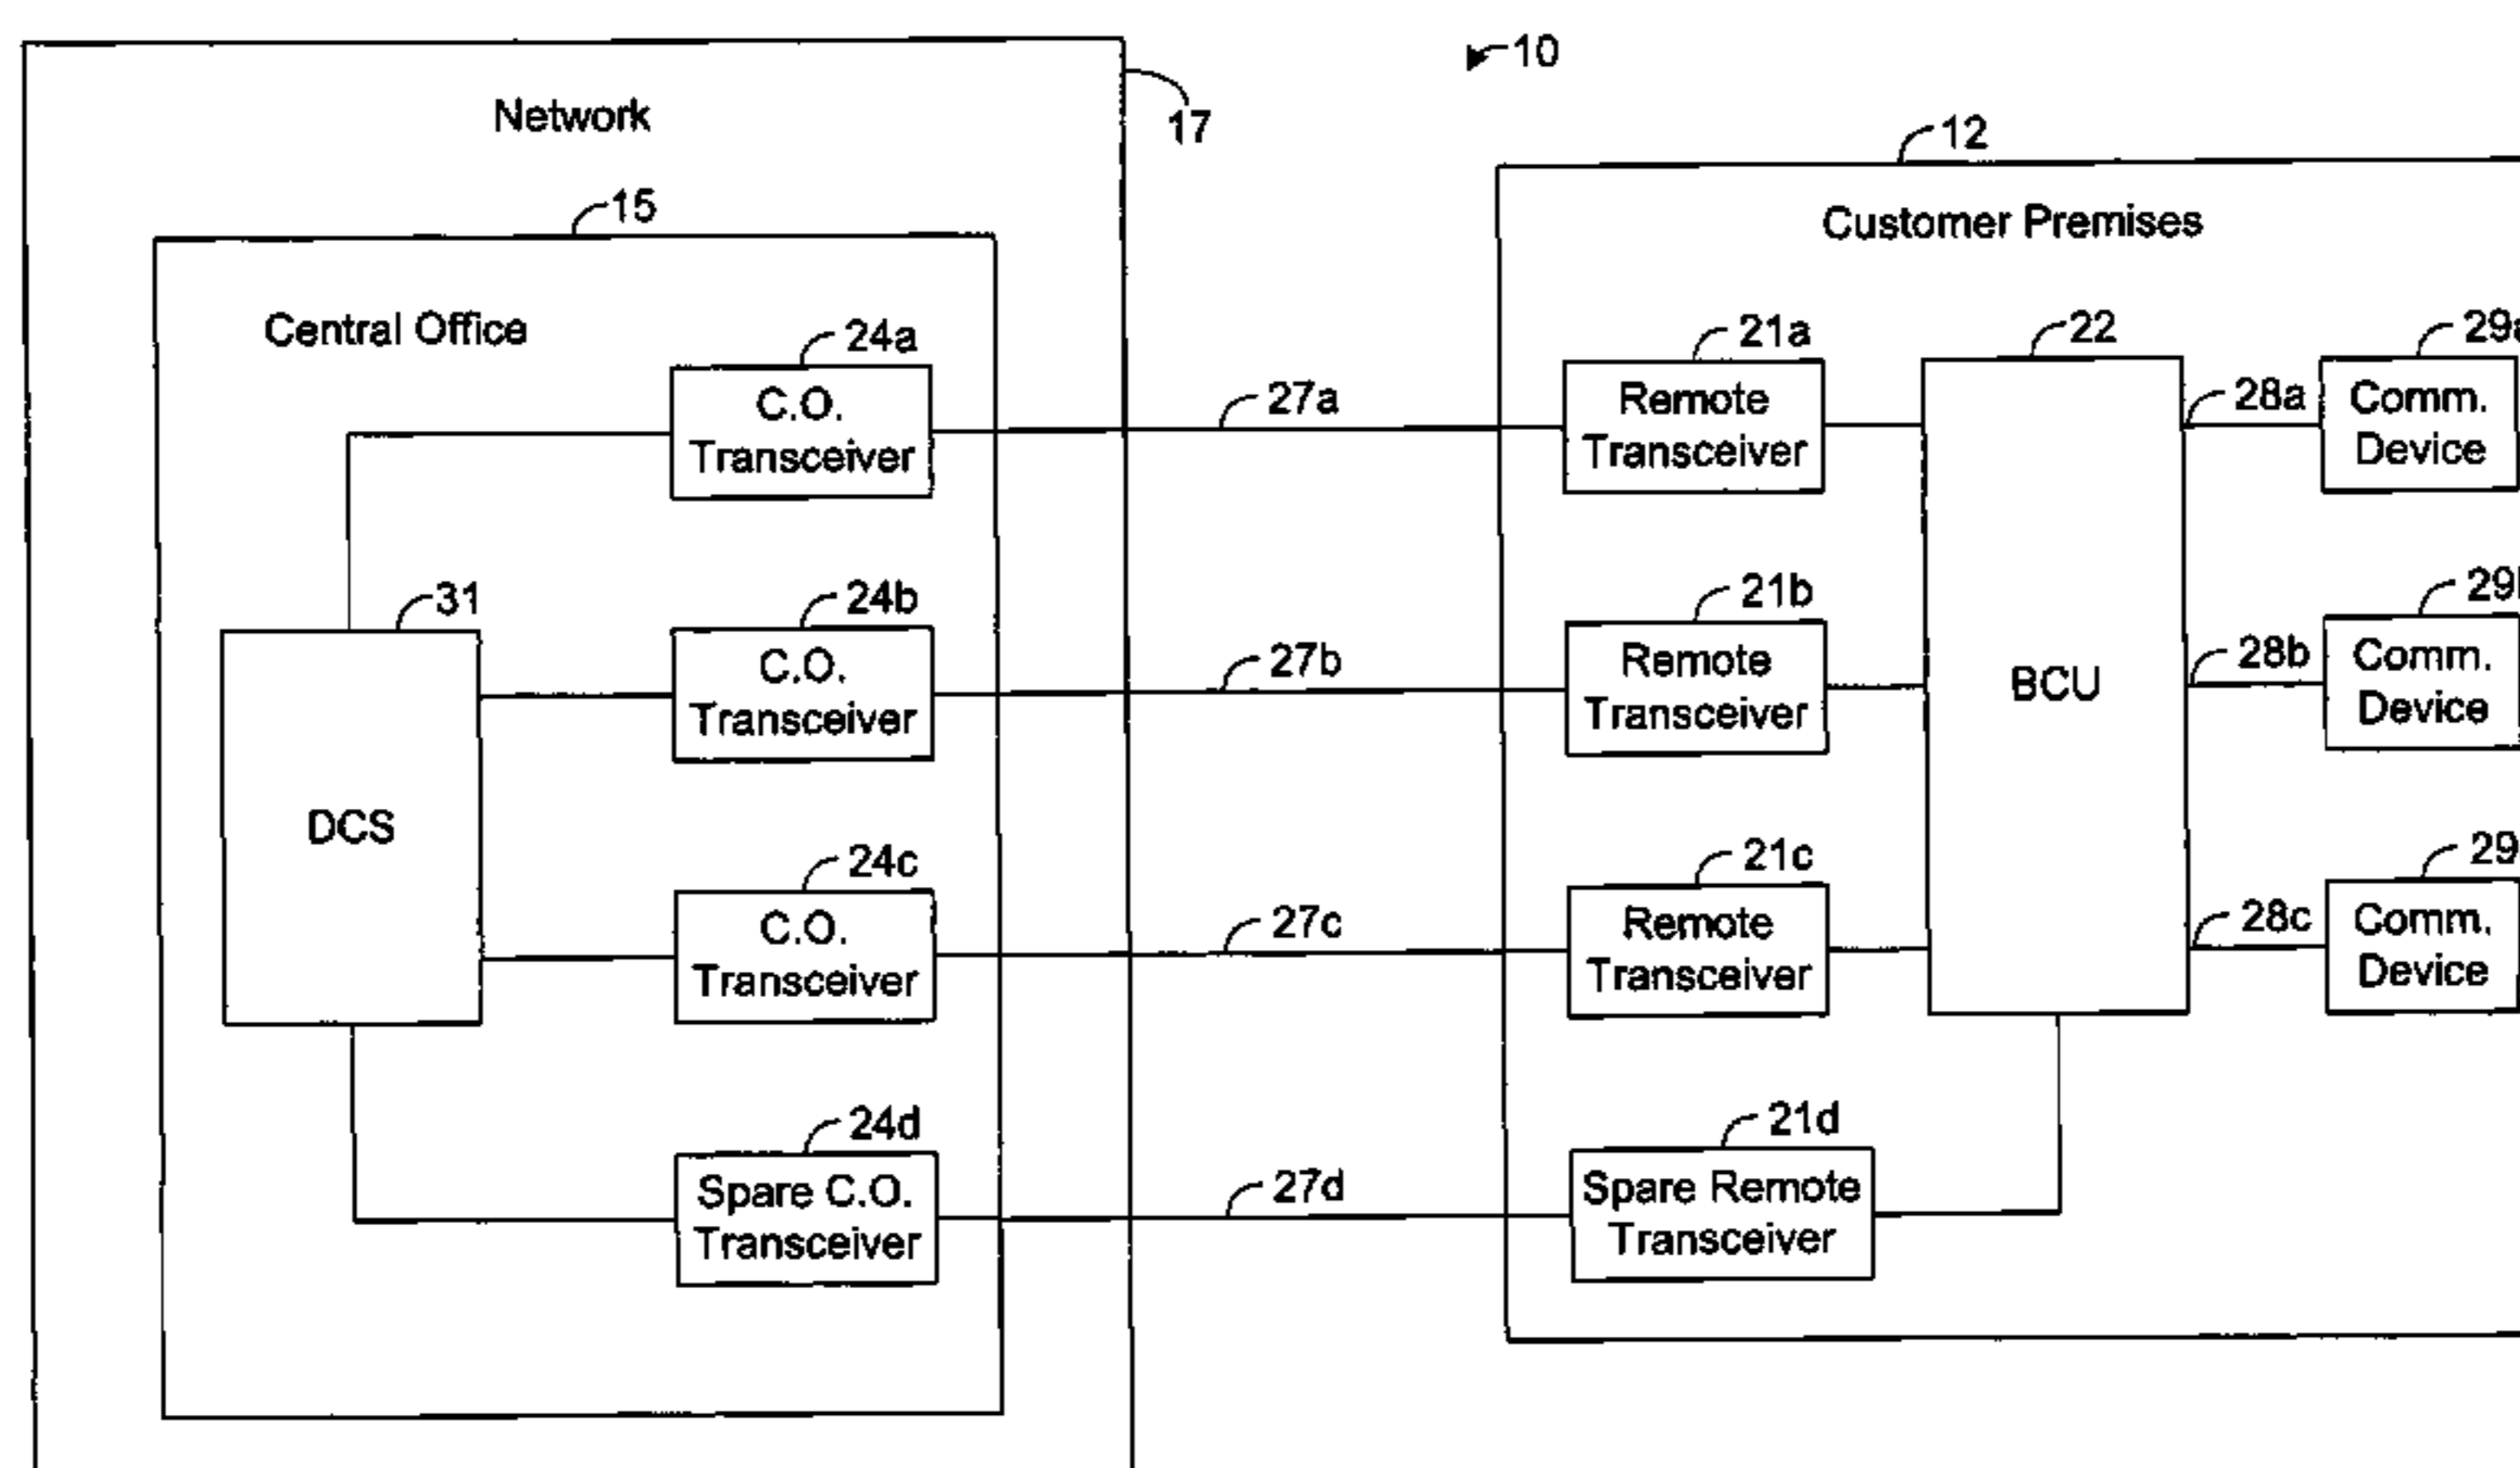 10
Network
17
12
15
Customer Premises
Central Office
24a
C.O.
Transceiver
27a
21a
Remote
Transceiver
22
28a
Comm.
Device
31
24b
C.O.
Transceiver
27b
21b
Remote
Transceiver
BCU
28b
Comm.
Device
DCS
24c
C.O.
Transceiver
27c
21c
Remote
Transceiver
28c
29
Comm.
Device
24d
Spare C.O.
Transceiver
27d
21d
Spare Remote
Transceiver